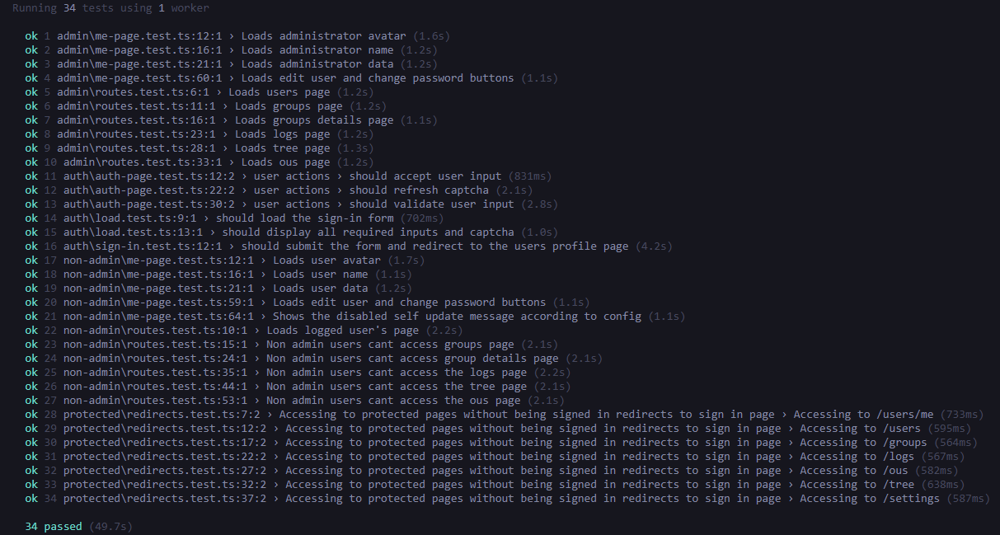 Running 34 tests using 1 worker
ok 1 admin\me-page.test.ts:12:1 › Loads administrator avatar (1.6s)
ok 2 admin\me-page.test.ts:16:1 › Loads administrator name (1.2s)
ok 3 admin\me-page.test.ts:21:1 › Loads administrator data (1.2s)
ok 4 admin\me-page.test.ts:60:1 › Loads edit user and change password buttons (1.1s)
ok 5 admin\routes.test.ts:6:1 › Loads users page (1.2s)
ok 6 admin\routes.test.ts:11:1 › Loads groups page (1.2s)
ok 7 admin\routes.test.ts:16:1 › Loads groups details page (1.1s)
ok 8 admin\routes.test.ts:23:1 › Loads logs page (1.2s)
ok 9 admin\routes.test.ts:28:1 › Loads tree page (1.3s)
ok 10 admin\routes.test.ts:33:1 › Loads ous page (1.2s)
ok 11 auth\auth-page.test.ts:12:2 › user actions › should accept user input (831ms)
ok 12 auth\auth-page.test.ts:22:2 › user actions › should refresh captcha (2.1s)
ok 13 auth\auth-page.test.ts:30:2 › user actions › should validate user input (2.8s)
ok 14 auth\load.test.ts:9:1 › should load the sign-in form (702ms)
ok 15 auth\load.test.ts:13:1 › should display all required inputs and captcha (1.0s)
ok 16 auth\sign-in.test.ts:12:1 › should submit the form and redirect to the users profile page (4.2s)
ok 17 non-admin\me-page.test.ts:12:1 › Loads user avatar (1.7s)
ok 18 non-admin\me-page.test.ts:16:1 › Loads user name (1.1s)
ok 19 non-admin\me-page.test.ts:21:1 › Loads user data (1.2s)
ok 20 non-admin\me-page.test.ts:59:1 › Loads edit user and change password buttons (1.1s)
ok 21 non-admin\me-page.test.ts:64:1 › Shows the disabled self update message according to config (1.1s)
ok 22 non-admin\routes.test.ts:10:1 › Loads logged user's page (2.2s)
ok 23 non-admin\routes.test.ts:15:1 › Non admin users cant access groups page (2.1s)
ok 24 non-admin\routes.test.ts:24:1 › Non admin users cant access group details page (2.1s)
ok 25 non-admin\routes.test.ts:35:1 › Non admin users cant access the logs page (2.2s)
ok 26 non-admin\routes.test.ts:44:1 › Non admin users cant access the tree page (2.1s)
ok 27 non-admin\routes.test.ts:53:1 › Non admin users cant access the ous page (2.1s)
ok 28 protected\redirects.test.ts:7:2 › Accessing to protected pages without being signed in redirects to sign in page › Accessing to /users/me (733ms)
ok 29 protected\redirects.test.ts:12:2 › Accessing to protected pages without being signed in redirects to sign in page › Accessing to /users (595ms)
ok 30 protected\redirects.test.ts:17:2 › Accessing to protected pages without being signed in redirects to sign in page › Accessing to /groups (564ms)
ok 31 protected\redirects.test.ts:22:2 › Accessing to protected pages without being signed in redirects to sign in page › Accessing to /logs (567ms)
ok 32 protected\redirects.test.ts:27:2 › Accessing to protected pages without being signed in redirects to sign in page › Accessing to /ous (582ms)
ok 33 protected\redirects.test.ts:32:2 › Accessing to protected pages without being signed in redirects to sign in page › Accessing to /tree (638ms)
ok 34 protected\redirects.test.ts:37:2 › Accessing to protected pages without being signed in redirects to sign in page › Accessing to /settings (587ms)
34 passed (49.7s)